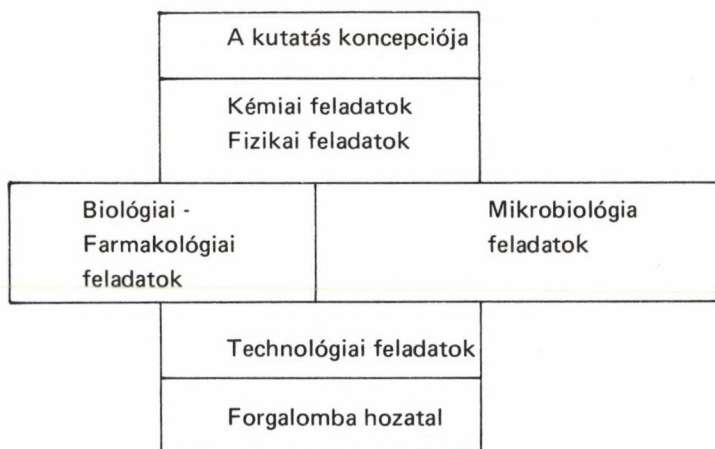 A kutatás koncepciója
Kémiai feladatok
Fizikai feladatok
Biológiai -
Farmakológiai
feladatok
Mikrobiológia
feladatok
Technológiai feladatok
Forgalomba hozatal